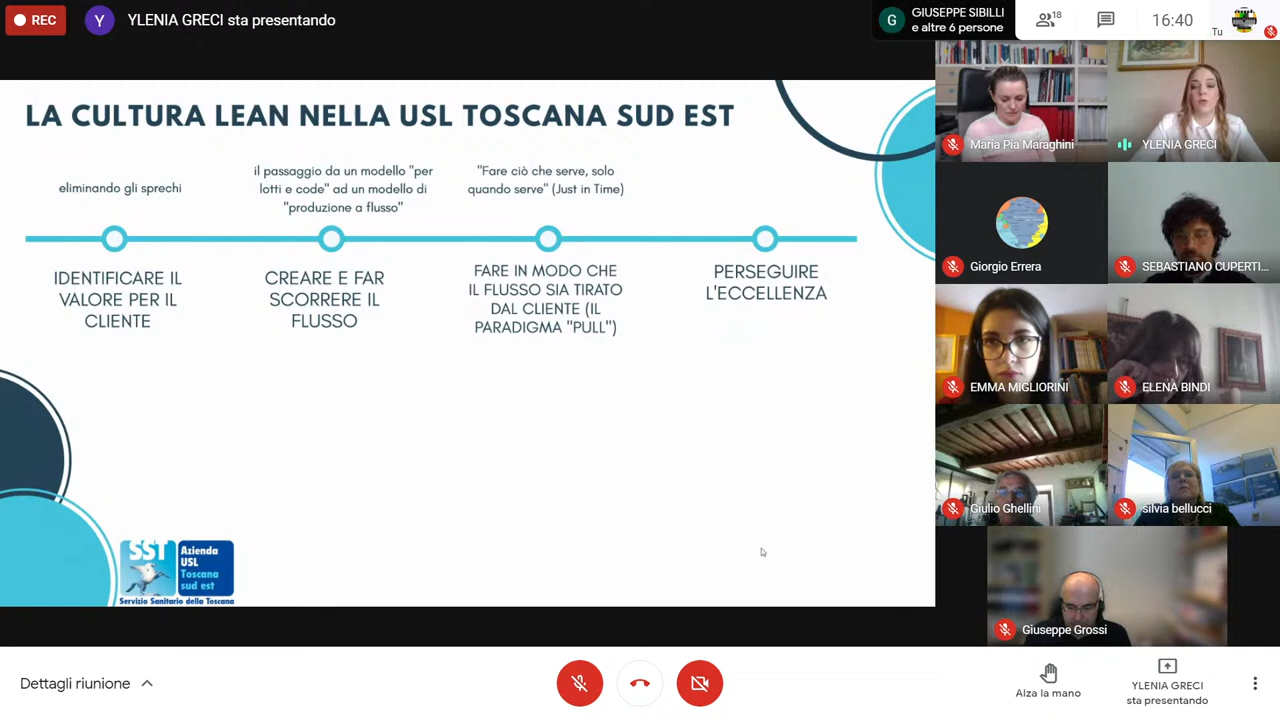 REC
Y
YLENIA GRECI sta presentando
G
GIUSEPPE SIBILLI
e altre 6 persone
18
16:40
Tu
LA CULTURA LEAN NELLA USL TOSCANA SUD EST
eliminando gli sprechi
il passaggio da un modello "per
lotti e code" ad un modello di
"produzione a flusso"
"Fare ciò che serve, solo
quando serve" (Just in Time)
IDENTIFICARE IL
VALORE PER IL
CLIENTE
CREARE E FAR
SCORRERE IL
FLUSSO
FARE IN MODO CHE
IL FLUSSO SIA TIRATO
DAL CLIENTE (IL
PARADIGMA "PULL")
PERSEGUIRE
L'ECCELLENZA
SST
Azienda
USL
Toscana
sud est
Servizio Sanitario della Toscana
Maria Pia Maraghini
YLENIA GRECI
Giorgio Errera
SEBASTIANO CUPERTI...
EMMA MIGLIORINI
ELENA BINDI
Giulio Ghellini
silvia bellucci
Giuseppe Grossi
Dettagli riunione
Alza la mano
YLENIA GRECI
sta presentando